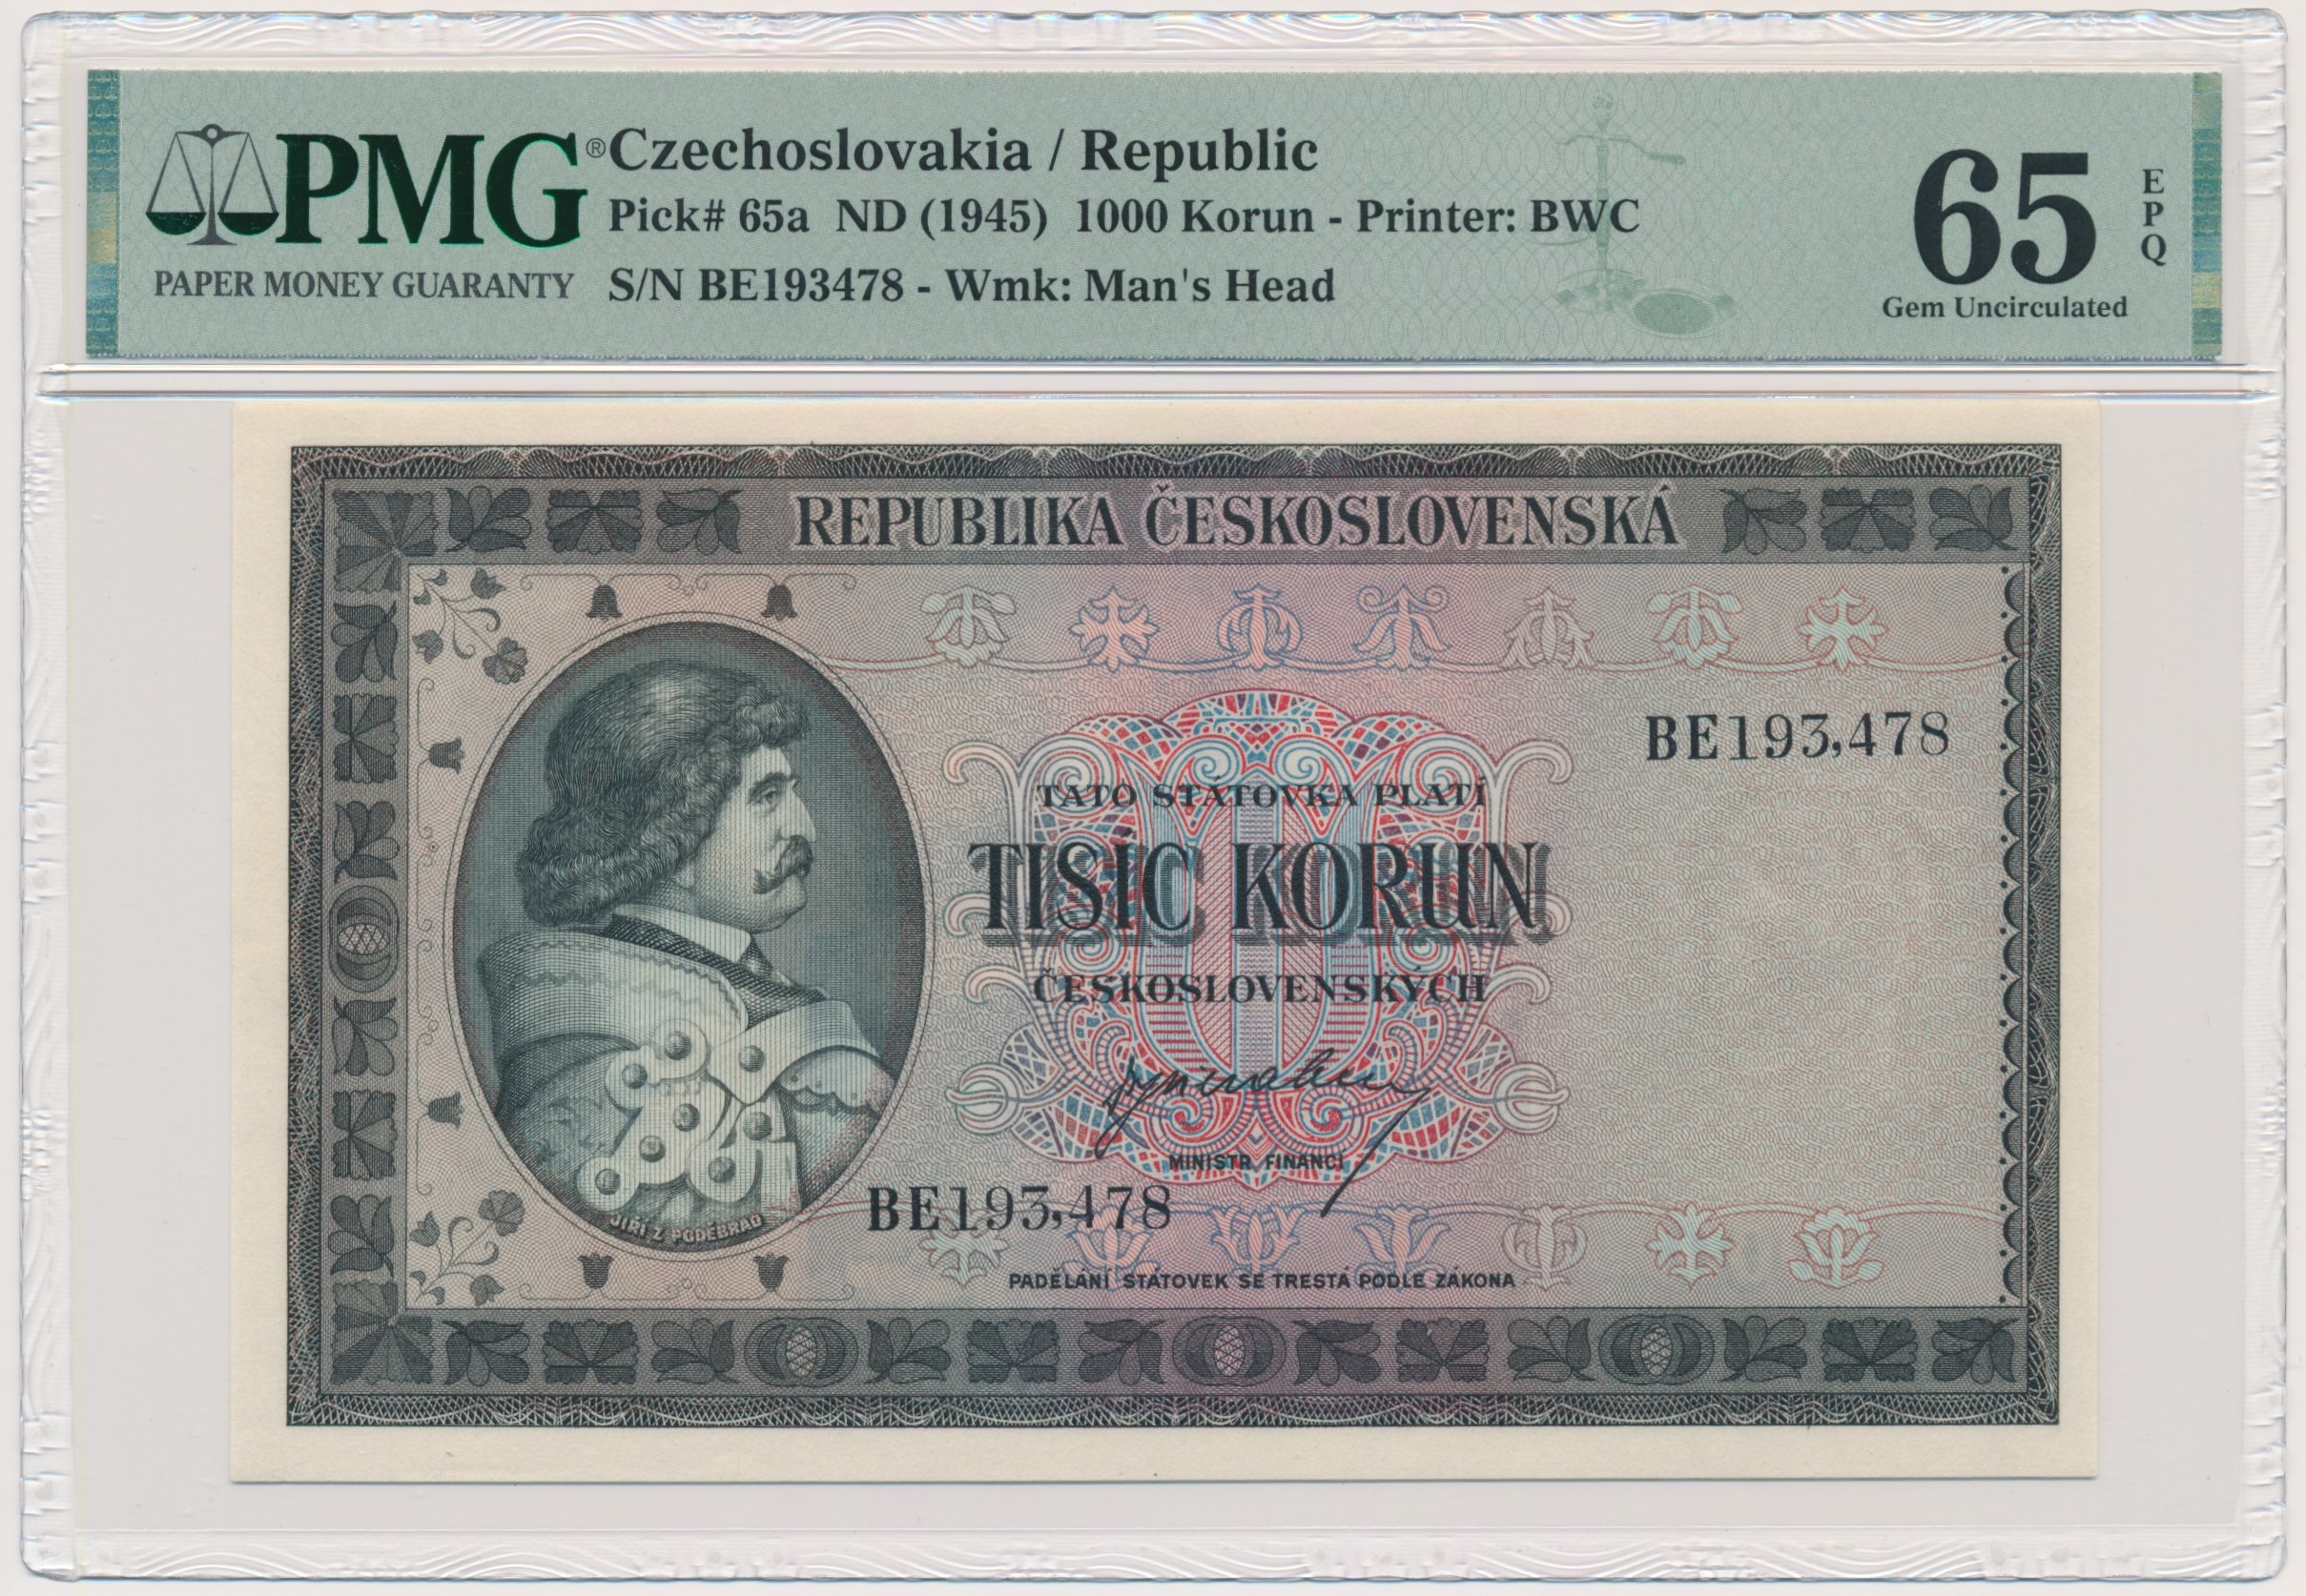 PMG®
PAPER MONEY GUARANTY
Czechoslovakia / Republic
Pick# 65a ND (1945) 1000 Korun - Printer: BWC
S/N BE193478 - Wmk: Man's Head
65
EPQ
Gem Uncirculated
REPUBLIKA ČESKOSLOVENSKÁ
BE193,478
TATO STÁTOVKA PLATÍ
TISÍC KORUN
ČESKOSLOVENSKÝCH
MINISTR FINANCÍ
BE193,478
JIŘÍ Z PODĚBRAD
PADĚLÁNÍ STÁTOVEK SE TRESTÁ PODLE ZÁKONA